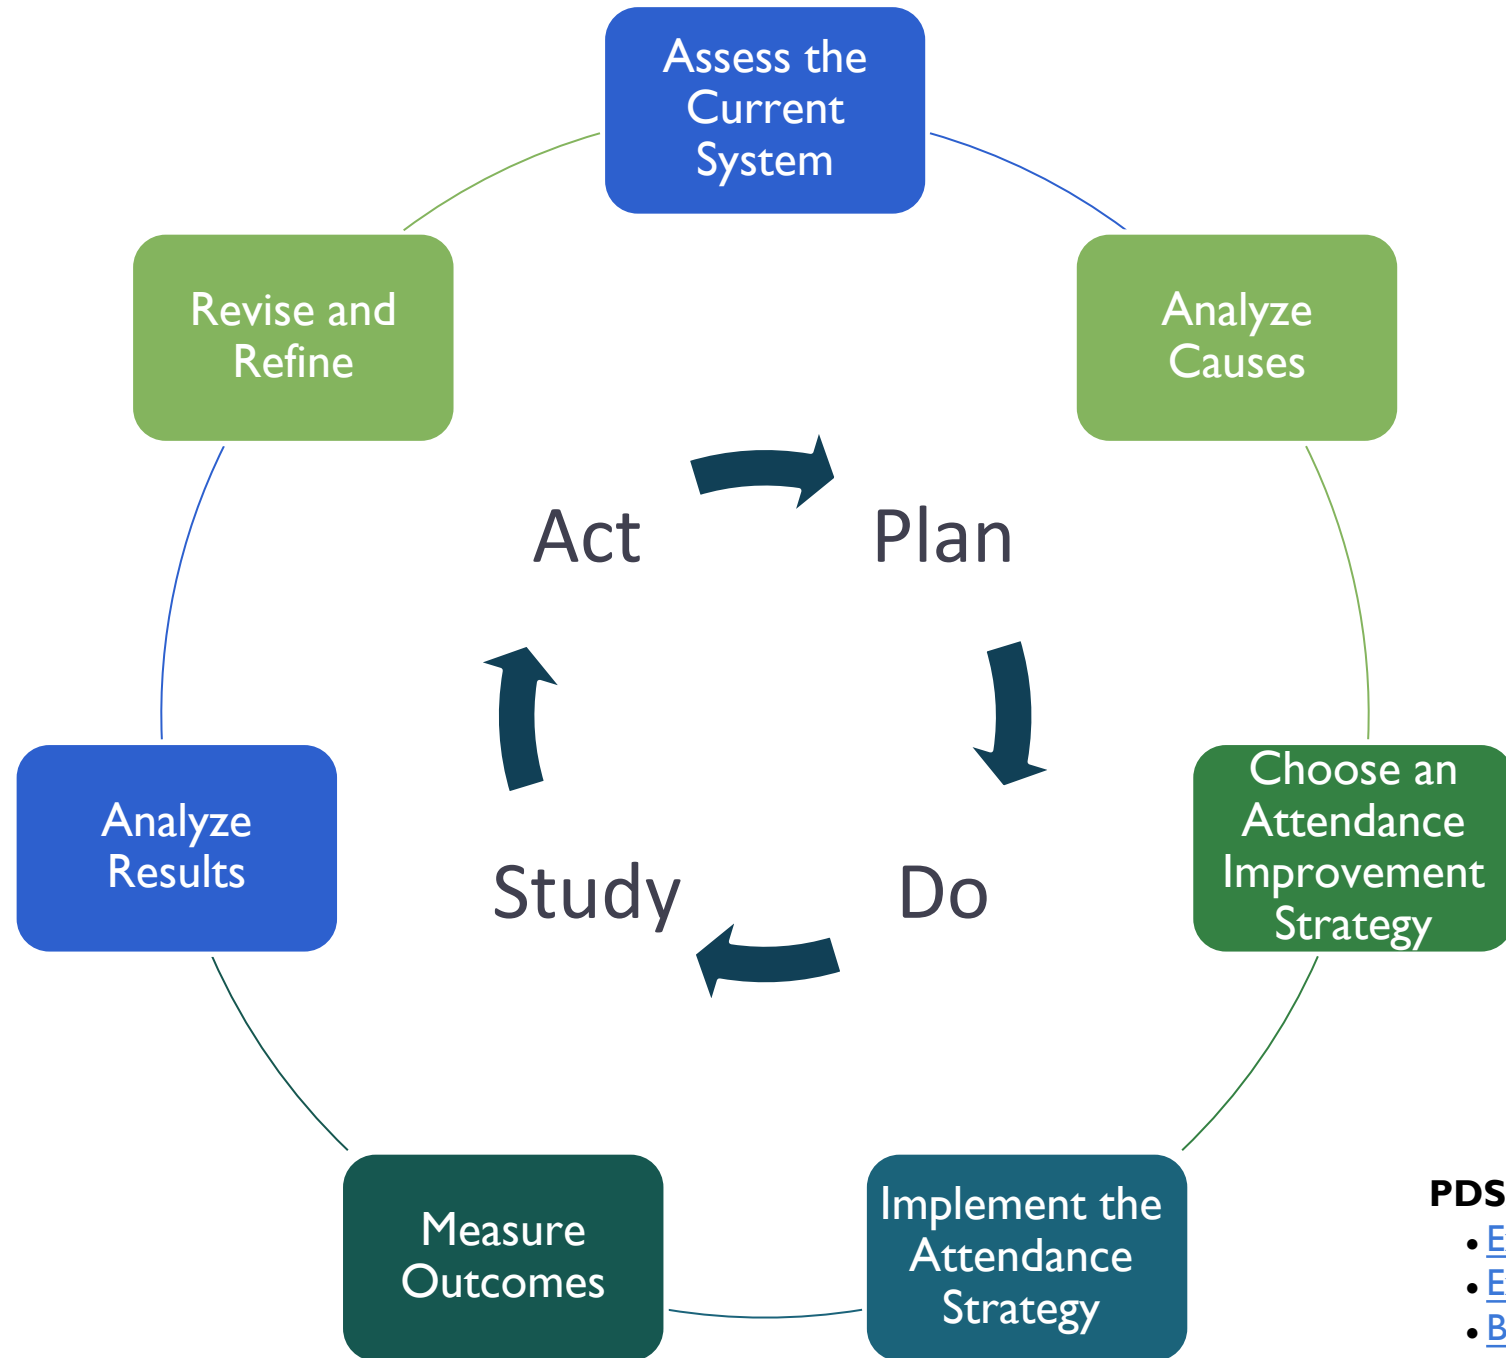 Assess the
Current
System
Analyze
Causes
Choose an
Attendance
Improvement
Strategy
Implement the
Attendance
Strategy
Measure
Outcomes
Analyze
Results
Revise and
Refine
Act
Plan
Do
Study
PDS